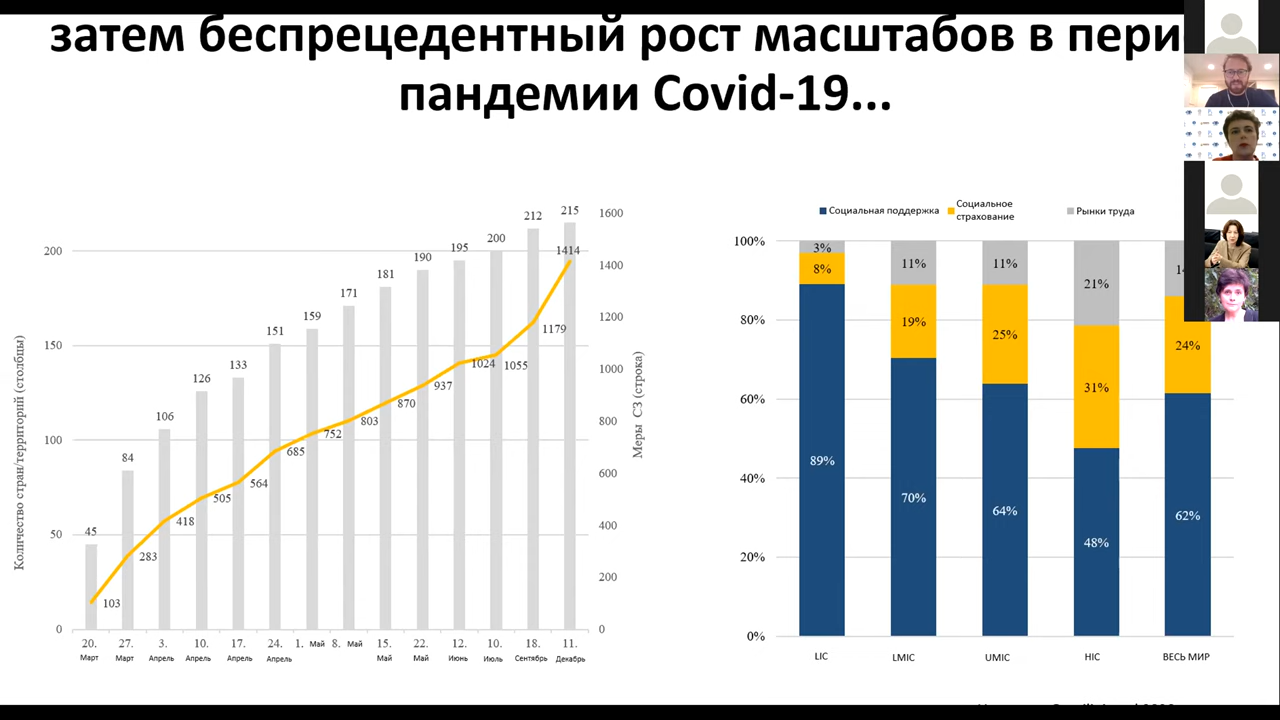 затем беспрецедентный рост масштабов в пери
пандемии Covid-19...
Количество стран/территорий (столбцы)
200
150
100
50
0
45
84
106
126
133
151
159
171
181
190
195
200
212
215
103
283
418
505
564
685
752
803
870
937
1024
1055
1179
1414
1600
1400
1200
1000
800
600
400
200
0
Меры СЗ (строка)
20. Март
27. Март
3. Апрель
10. Апрель
17. Апрель
24. Апрель
1. Май
8. Май
15. Май
22. Май
12. Июнь
10. Июль
18. Сентябрь
11. Декабрь
Социальная поддержка
Социальное
страхование
Рынки труда
100%
80%
60%
40%
20%
0%
3%
8%
89%
11%
19%
70%
11%
25%
64%
21%
31%
48%
24%
62%
LIC
LMIC
UMIC
HIC
ВЕСЬ МИР